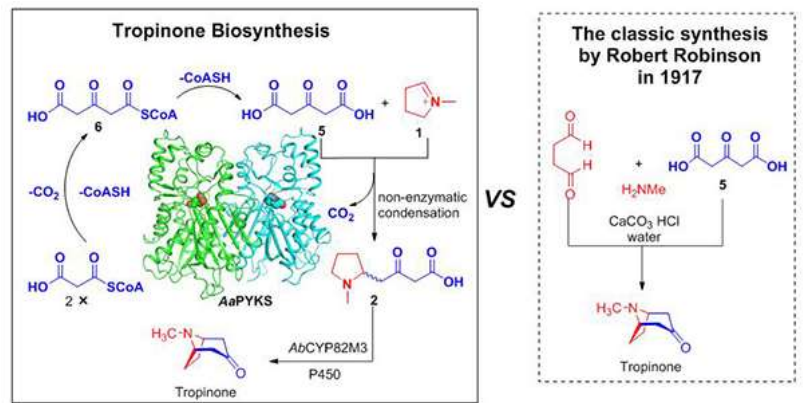 Tropinone Biosynthesis
O O O
HO SCoA
6
-CoASH
O O O
HO OH
5
+
N
+
1
-CO2
-CoASH
O O
HO SCoA
2 ×
AaPYKS
CO2
non-enzymatic
condensation
N
O O
OH
2
AbCYP82M3
P450
H3C N
O
Tropinone
VS
The classic synthesis
by Robert Robinson
in 1917
O
H
H
O
+
H2NMe
O O O
HO OH
5
CaCO3 HCl
water
H3C N
O
Tropinone